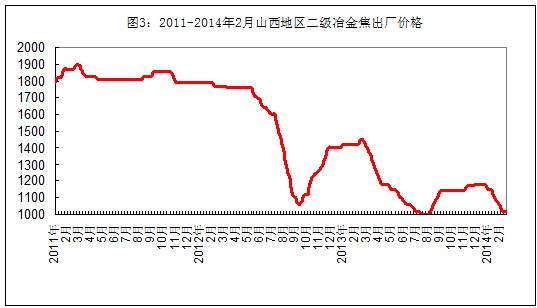 图3：2011-2014年2月山西地区二级冶金焦出厂价格
2000
1900
1800
1700
1600
1500
1400
1300
1200
1100
1000
2011年
2月
3月
4月
5月
6月
7月
8月
9月
10月
11月
12月
2012年
2月
3月
4月
5月
6月
7月
8月
9月
10月
11月
12月
2013年
2月
3月
4月
5月
6月
7月
8月
9月
10月
11月
12月
2014年
2月